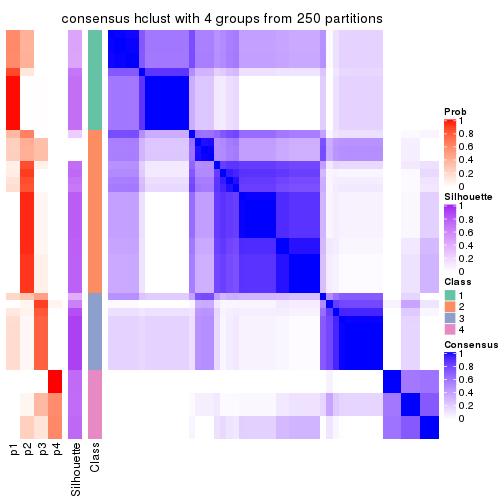 consensus hclust with 4 groups from 250 partitions
Prob
1
0.8
0.6
0.4
0.2
0
Silhouette
1
0.8
0.6
0.4
0.2
0
Class
1
2
3
4
Consensus
1
0.8
0.6
0.4
0.2
0
p1
p2
p3
p4
Silhouette
Class